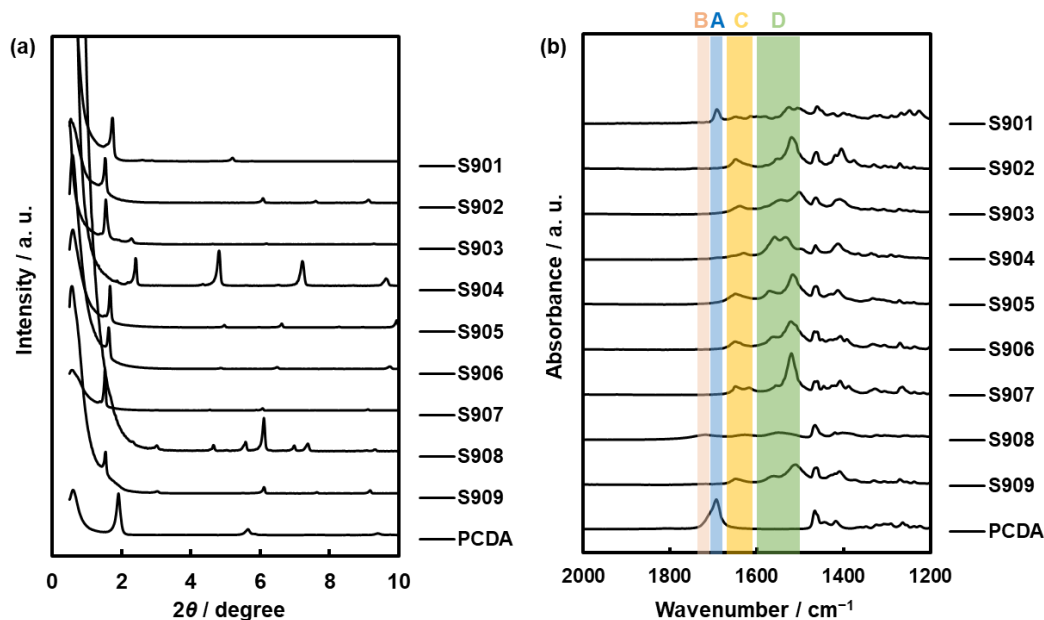 (a)
Intensity / a. u.
S901
S902
S903
S904
S905
S906
S907
S908
S909
PCDA
0 2 4 6 8 10
2θ / degree
(b)
B A C D
Absorbance / a. u.
S901
S902
S903
S904
S905
S906
S907
S908
S909
PCDA
2000 1800 1600 1400 1200
Wavenumber / cm⁻¹